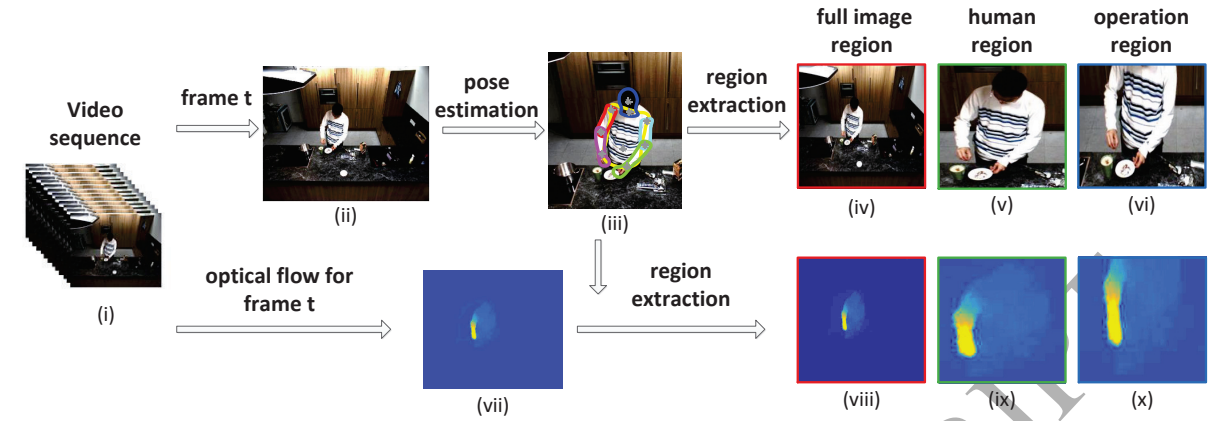 full image
region
human
region
operation
region
Video
sequence
frame t
pose
estimation
region
extraction
(ii)
(iii)
(iv)
(v)
(vi)
(i)
optical flow for
frame t
region
extraction
(vii)
(viii)
(ix)
(x)